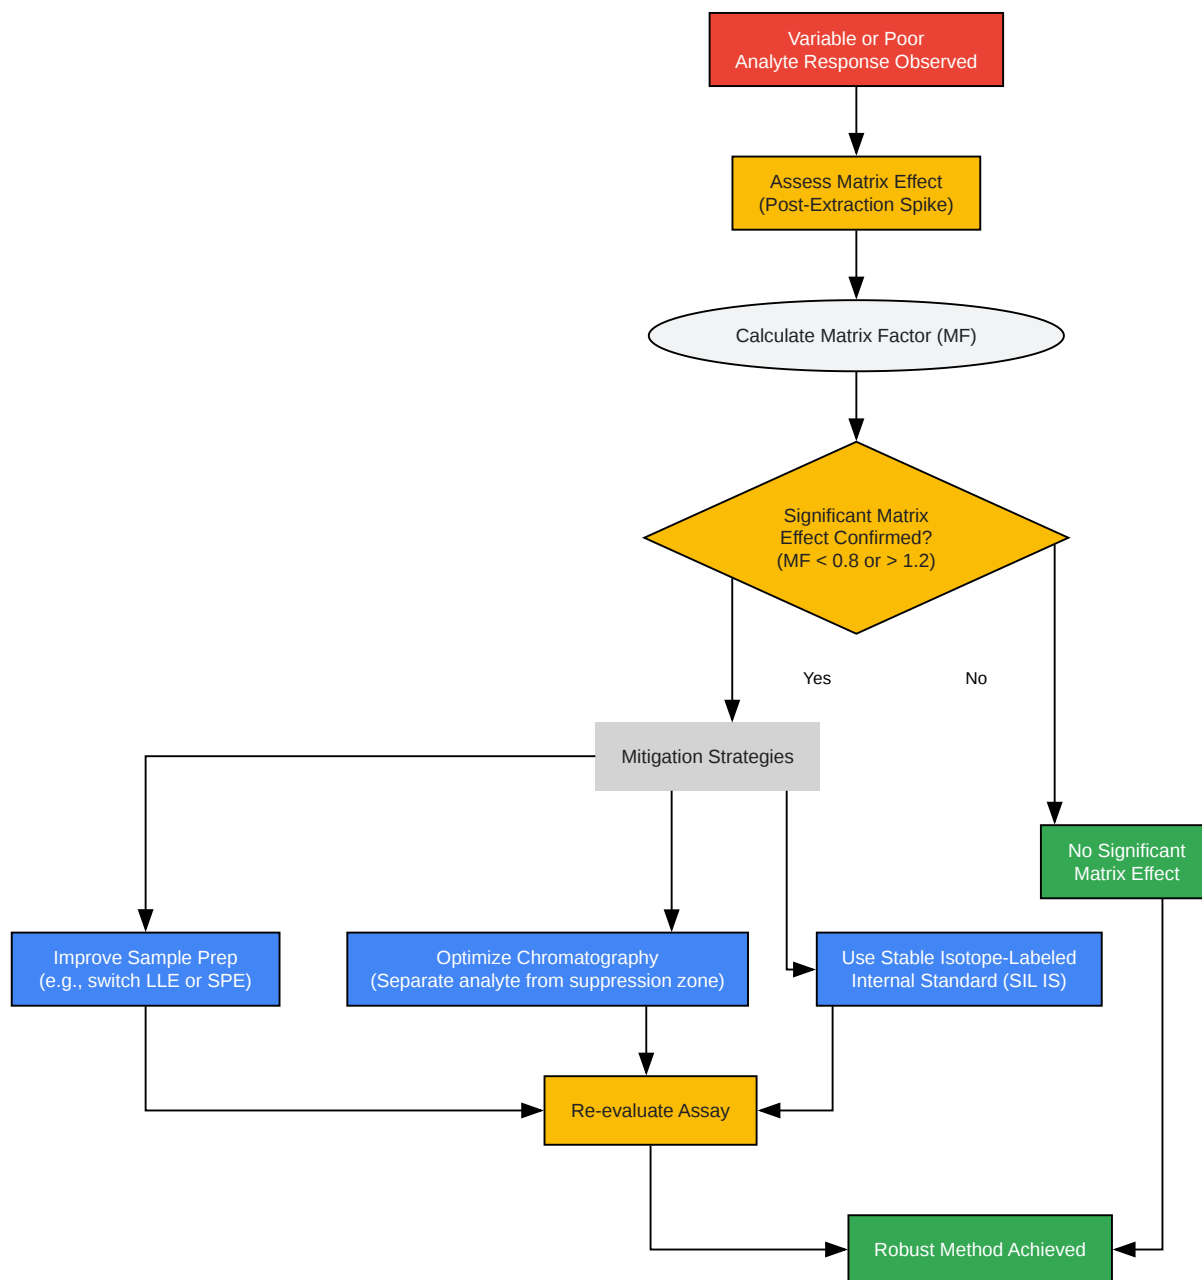 Variable or Poor
Analyte Response Observed
Assess Matrix Effect
(Post-Extraction Spike)
Calculate Matrix Factor (MF)
Significant Matrix
Effect Confirmed?
(MF < 0.8 or > 1.2)
Yes
No
Mitigation Strategies
No Significant
Matrix Effect
Improve Sample Prep
(e.g., switch LLE or SPE)
Optimize Chromatography
(Separate analyte from suppression zone)
Use Stable Isotope-Labeled
Internal Standard (SIL IS)
Re-evaluate Assay
Robust Method Achieved